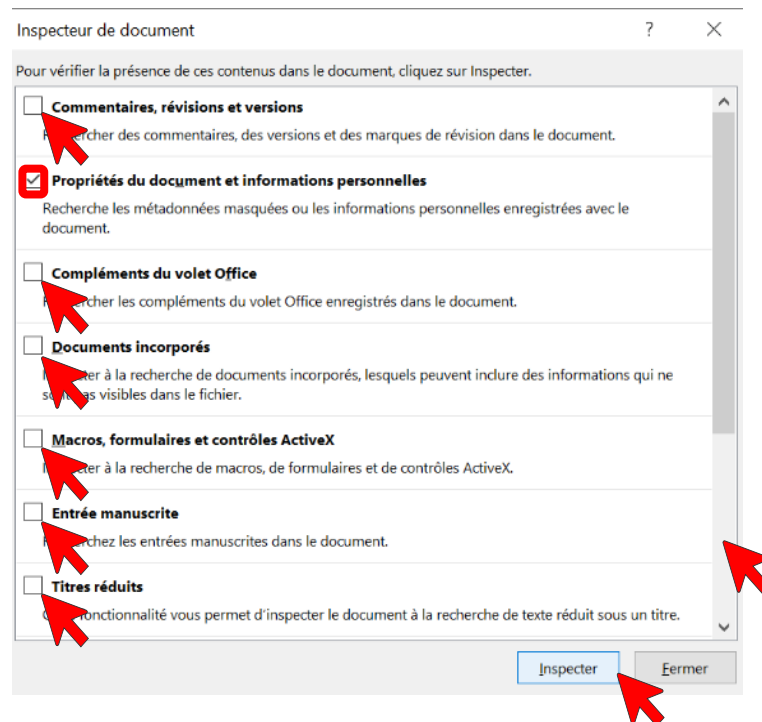 Inspecteur de document
Pour vérifier la présence de ces contenus dans le document, cliquez sur Inspecter.
Commentaires, révisions et versions
cher des commentaires, des versions et des marques de révision dans le document.
Propriétés du document et informations personnelles
Recherche les métadonnées masquées ou les informations personnelles enregistrées avec le
document.
Compléments du volet Office
cher les compléments du volet Office enregistrés dans le document.
Documents incorporés
à la recherche de documents incorporés, lesquels peuvent inclure des informations qui ne
visibles dans le fichier.
Macros, formulaires et contrôles ActiveX
à la recherche de macros, de formulaires et de contrôles ActiveX.
Entrée manuscrite
chez les entrées manuscrites dans le document.
Titres réduits
fonctionnalité vous permet d'inspecter le document à la recherche de texte réduit sous un titre.
Inspecter
Fermer